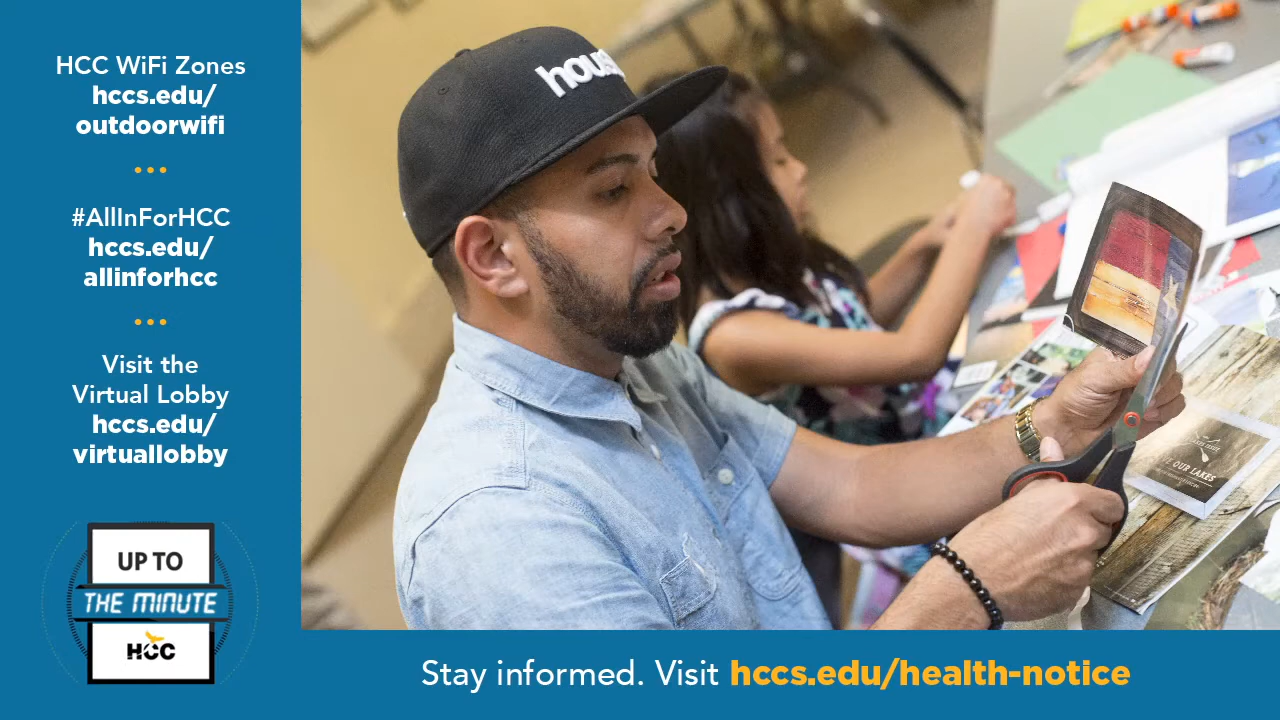 HCC WiFi Zones
hccs.edu/
outdoorwifi
#AllInForHCC
hccs.edu/
allinforhcc
Visit the
Virtual Lobby
hccs.edu/
virtuallobby
UP TO
THE MINUTE
HCC
OUR LAKES
Stay informed. Visit hccs.edu/health-notice